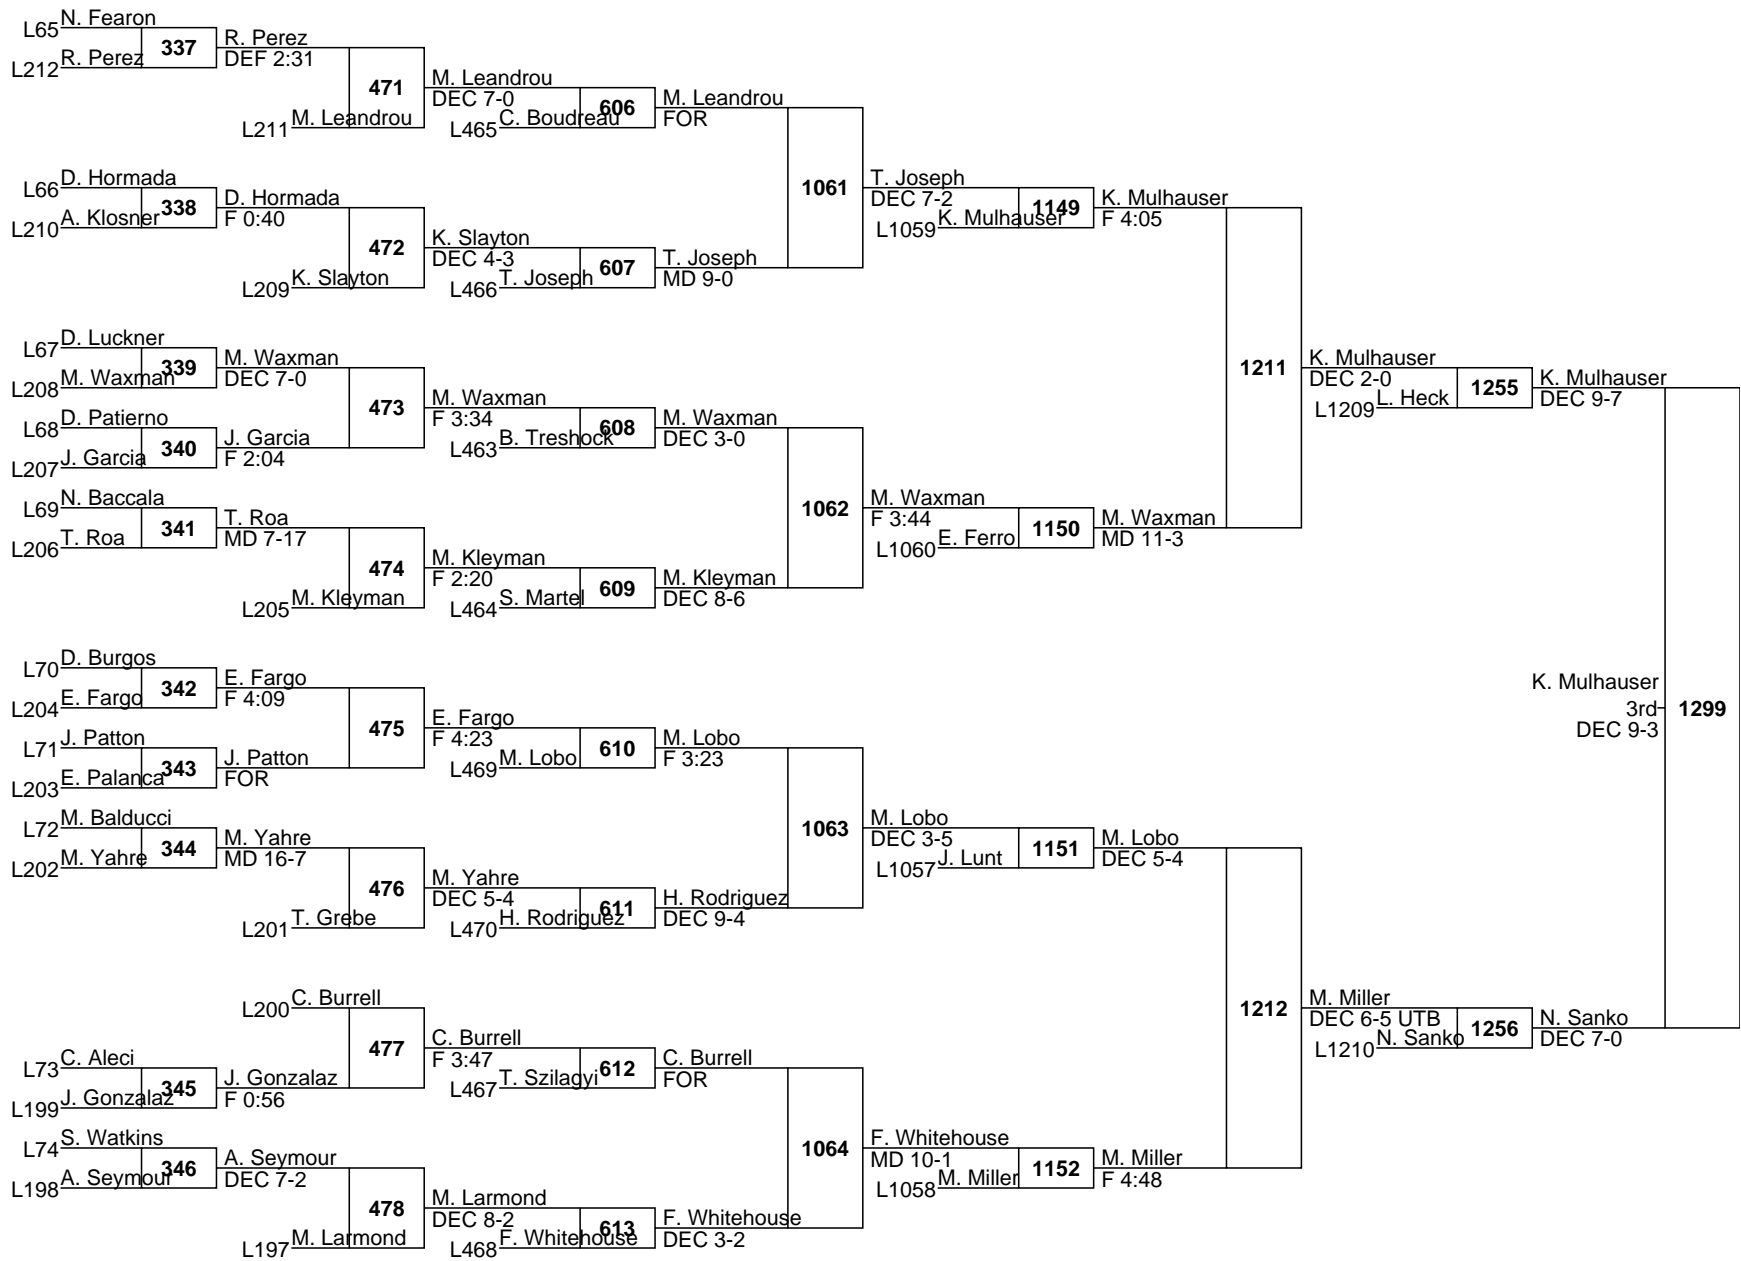 L65 N. Fearon
337
L212 R. Perez
R. Perez
DEF 2:31
471
L211 M. Leandrou
M. Leandrou
DEC 7-0
606
L465 C. Boudreau
M. Leandrou
FOR
1061
L66 D. Hormada
338
L210 A. Klosner
D. Hormada
F 0:40
472
L209 K. Slayton
K. Slayton
DEC 4-3
607
L466 T. Joseph
T. Joseph
MD 9-0
T. Joseph
DEC 7-2
1149
L1059 K. Mulhauser
K. Mulhauser
F 4:05
1211
L67 D. Luckner
339
L208 M. Waxman
M. Waxman
DEC 7-0
473
L68 D. Patierno
340
L207 J. Garcia
J. Garcia
F 2:04
M. Waxman
F 3:34
608
L463 B. Treshock
M. Waxman
DEC 3-0
1062
L69 N. Baccala
341
L206 T. Roa
T. Roa
MD 7-17
474
L205 M. Kleyman
M. Kleyman
F 2:20
609
L464 S. Martel
M. Kleyman
DEC 8-6
M. Waxman
F 3:44
1150
L1060 E. Ferro
M. Waxman
MD 11-3
K. Mulhauser
DEC 2-0
1255
L1209 L. Heck
K. Mulhauser
DEC 9-7
L70 D. Burgos
342
L204 E. Fargo
E. Fargo
F 4:09
475
L71 J. Patton
343
L203 E. Palanca
J. Patton
FOR
E. Fargo
F 4:23
610
L469 M. Lobo
M. Lobo
F 3:23
1063
L72 M. Balducci
344
L202 M. Yahre
M. Yahre
MD 16-7
476
L201 T. Grebe
M. Yahre
DEC 5-4
611
L470 H. Rodriguez
H. Rodriguez
DEC 9-4
M. Lobo
DEC 3-5
1151
L1057 J. Lunt
M. Lobo
DEC 5-4
1212
L200 C. Burrell
477
L73 C. Aleci
345
L199 J. Gonzalaz
J. Gonzalaz
F 0:56
C. Burrell
F 3:47
612
L467 T. Szilagyi
C. Burrell
FOR
1064
L74 S. Watkins
346
L198 A. Seymour
A. Seymour
DEC 7-2
478
L197 M. Larmond
M. Larmond
DEC 8-2
613
L468 F. Whitehouse
F. Whitehouse
DEC 3-2
F. Whitehouse
MD 10-1
1152
L1058 M. Miller
M. Miller
F 4:48
M. Miller
DEC 6-5 UTB
1256
L1210 N. Sanko
N. Sanko
DEC 7-0
K. Mulhauser
3rd
DEC 9-3
1299